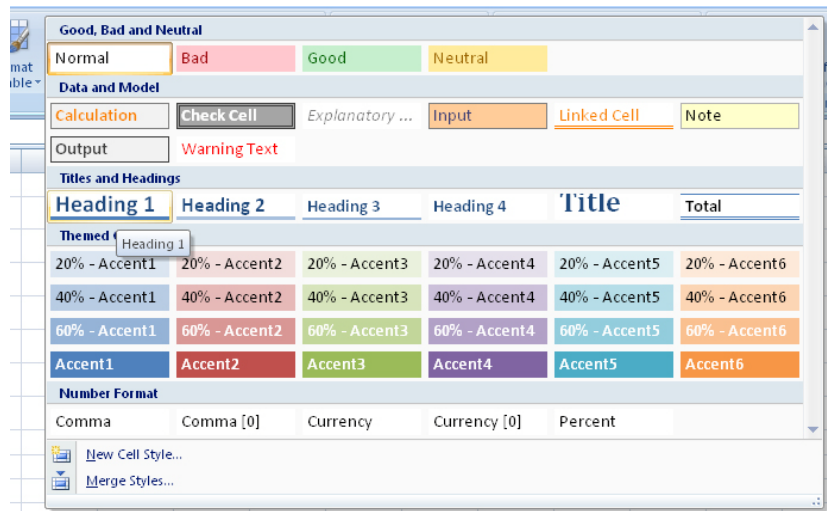 Good, Bad and Neutral
Normal Bad Good Neutral
mat
ble
Data and Model
Calculation Check Cell Explanatory ... Input Linked Cell Note
Output Warning Text
Titles and Headings
Heading 1 Heading 2 Heading 3 Heading 4 Title Total
Themed
Heading 1
20% - Accent1 20% - Accent2 20% - Accent3 20% - Accent4 20% - Accent5 20% - Accent6
40% - Accent1 40% - Accent2 40% - Accent3 40% - Accent4 40% - Accent5 40% - Accent6
60% - Accent1 60% - Accent2 60% - Accent3 60% - Accent4 60% - Accent5 60% - Accent6
Accent1 Accent2 Accent3 Accent4 Accent5 Accent6
Number Format
Comma Comma [0] Currency Currency [0] Percent
New Cell Style...
Merge Styles...